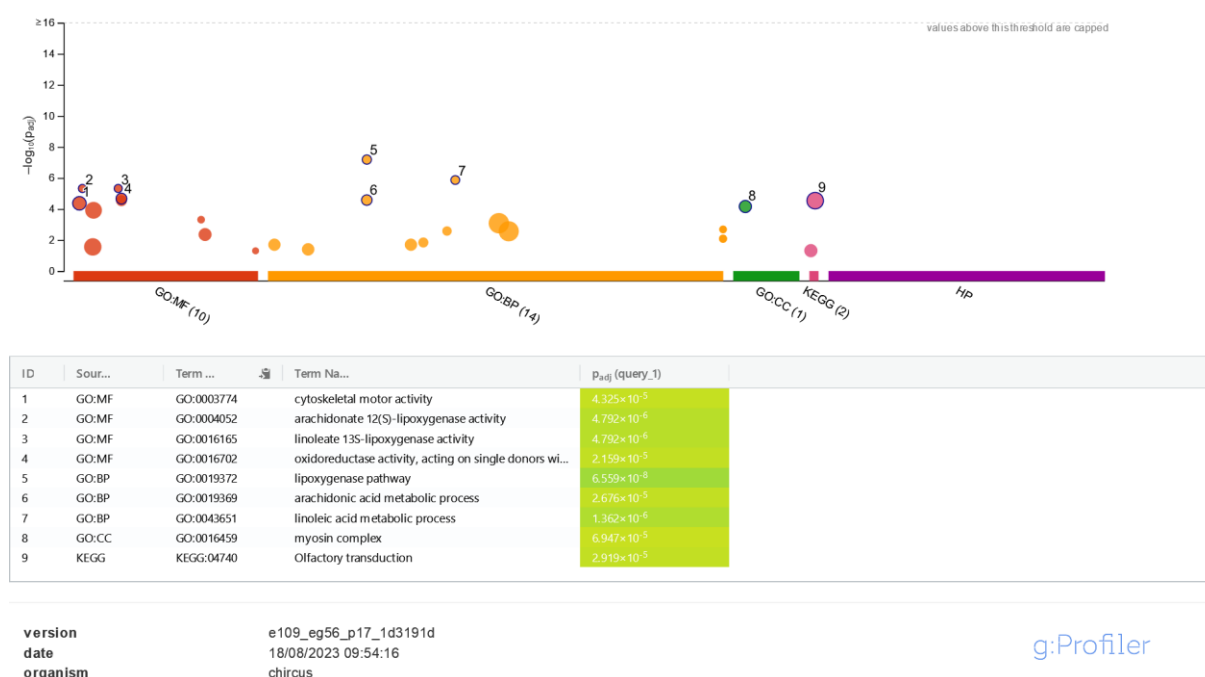 ≥16
values above this threshold are capped
14
12
10
8
6
4
2
0
–log10(padj)
1
2
3
4
5
6
7
8
9
GO:MF (10)
GO:BP (14)
GO:CC (1)
KEGG (2)
HP
ID Sour... Term ... Term Na... padj (query_1)
1 GO:MF GO:0003774 cytoskeletal motor activity 4.325×10-5
2 GO:MF GO:0004052 arachidonate 12(S)-lipoxygenase activity 4.792×10-6
3 GO:MF GO:0016165 linoleate 13S-lipoxygenase activity 4.792×10-6
4 GO:MF GO:0016702 oxidoreductase activity, acting on single donors wi... 2.159×10-5
5 GO:BP GO:0019372 lipoxygenase pathway 6.559×10-8
6 GO:BP GO:0019369 arachidonic acid metabolic process 2.676×10-5
7 GO:BP GO:0043651 linoleic acid metabolic process 1.362×10-6
8 GO:CC GO:0016459 myosin complex 6.947×10-5
9 KEGG KEGG:04740 Olfactory transduction 2.919×10-5
version e109_eg56_p17_1d3191d
date 18/08/2023 09:54:16
organism chircus
g:Profiler